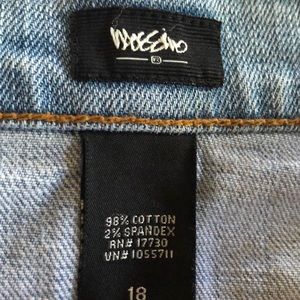 mossimo
98% COTTON
2% SPANDEX
RN# 17730
VN# 1055711
18